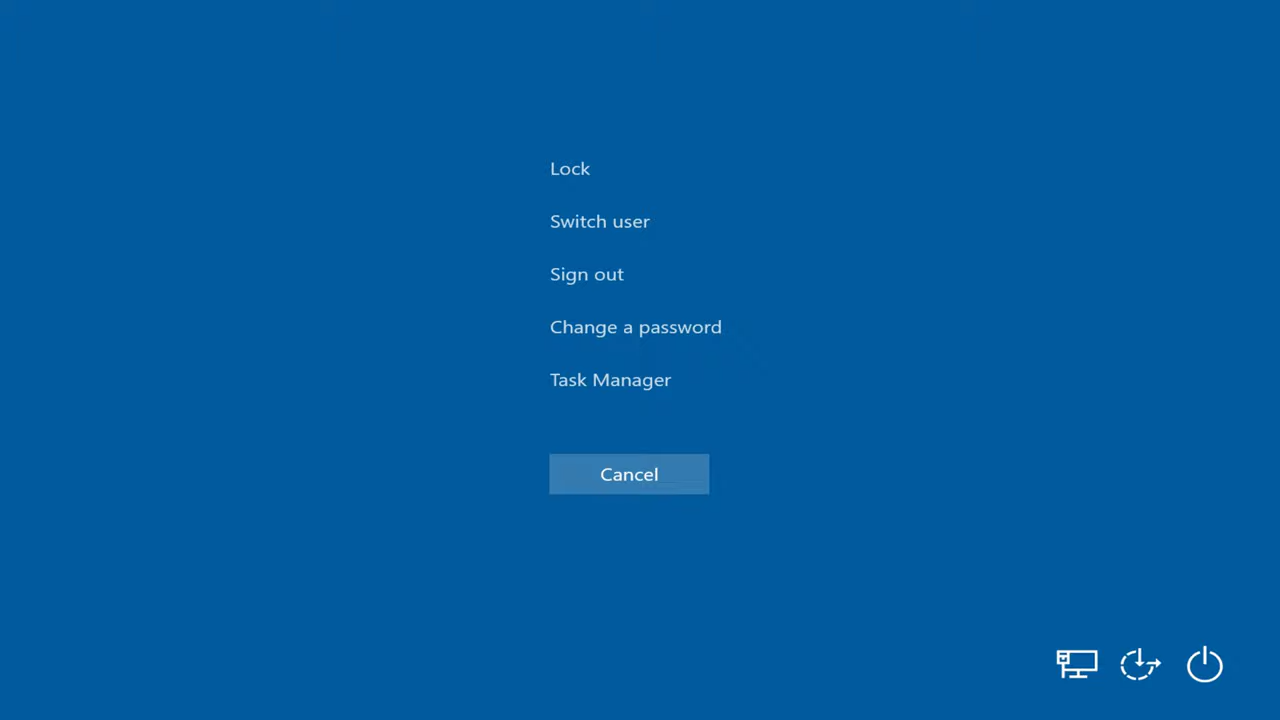 Lock
Switch user
Sign out
Change a password
Task Manager
Cancel